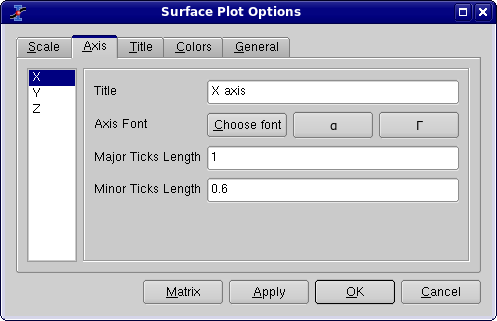 Surface Plot Options
Scale Axis Title Colors General
X
Y
Z
Title X axis
Axis Font Choose font α Γ
Major Ticks Length 1
Minor Ticks Length 0.6
Matrix Apply OK Cancel